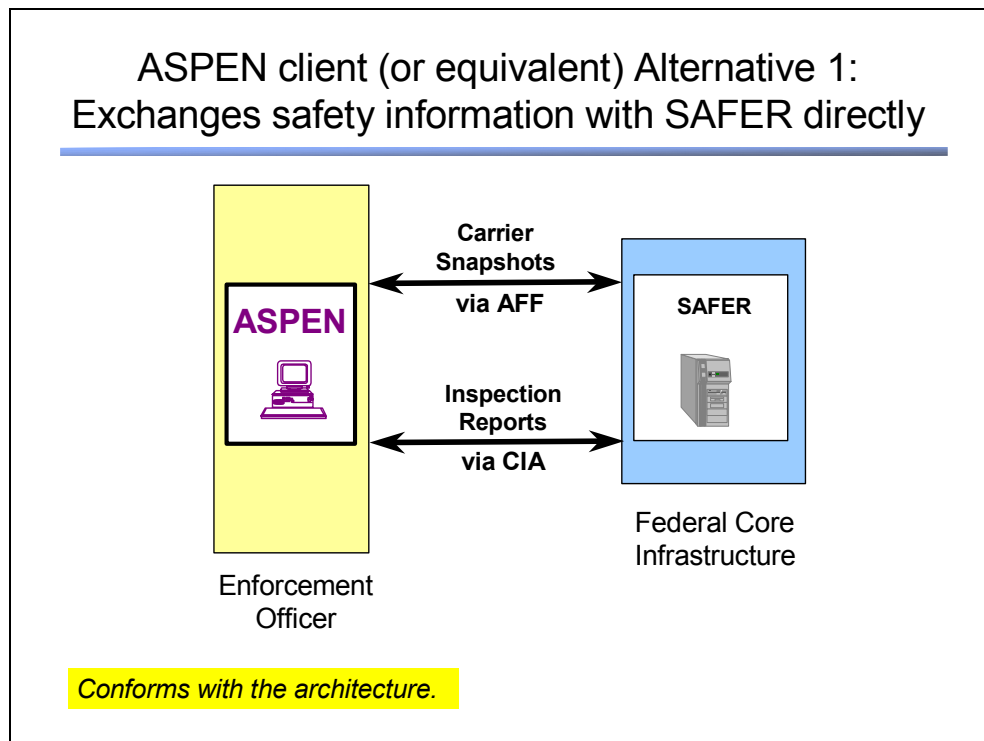 ASPEN client (or equivalent) Alternative 1:
Exchanges safety information with SAFER directly
Carrier
Snapshots
via AFF
ASPEN
SAFER
Inspection
Reports
via CIA
Federal Core
Infrastructure
Enforcement
Officer
Conforms with the architecture.